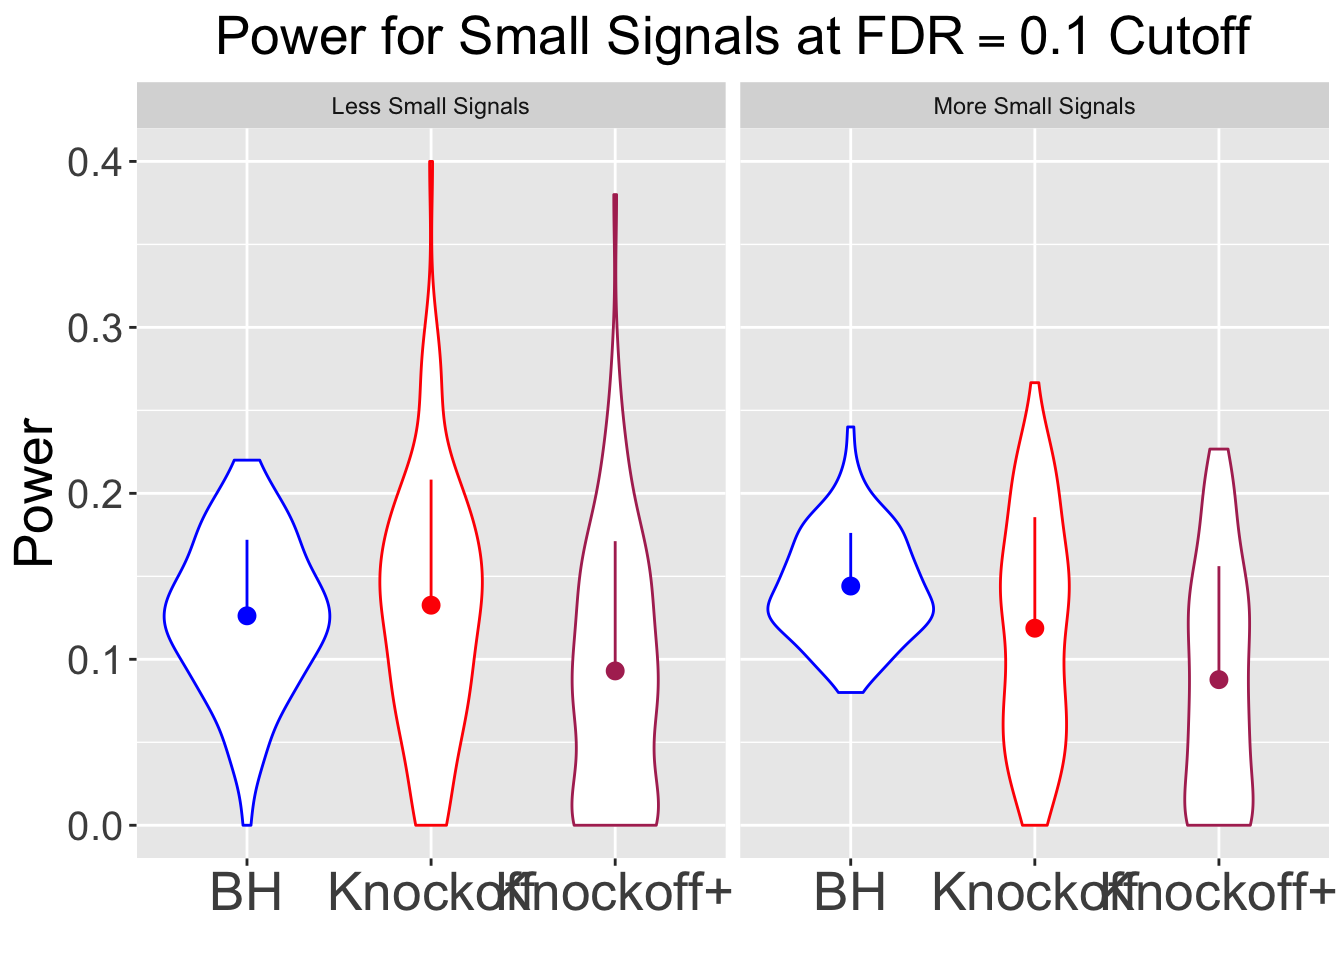 Power for Small Signals at FDR = 0.1 Cutoff
Less Small Signals
More Small Signals
Power
0.4
0.3
0.2
0.1
0.0
BH Knockoff Knockoff+
BH Knockoff Knockoff+